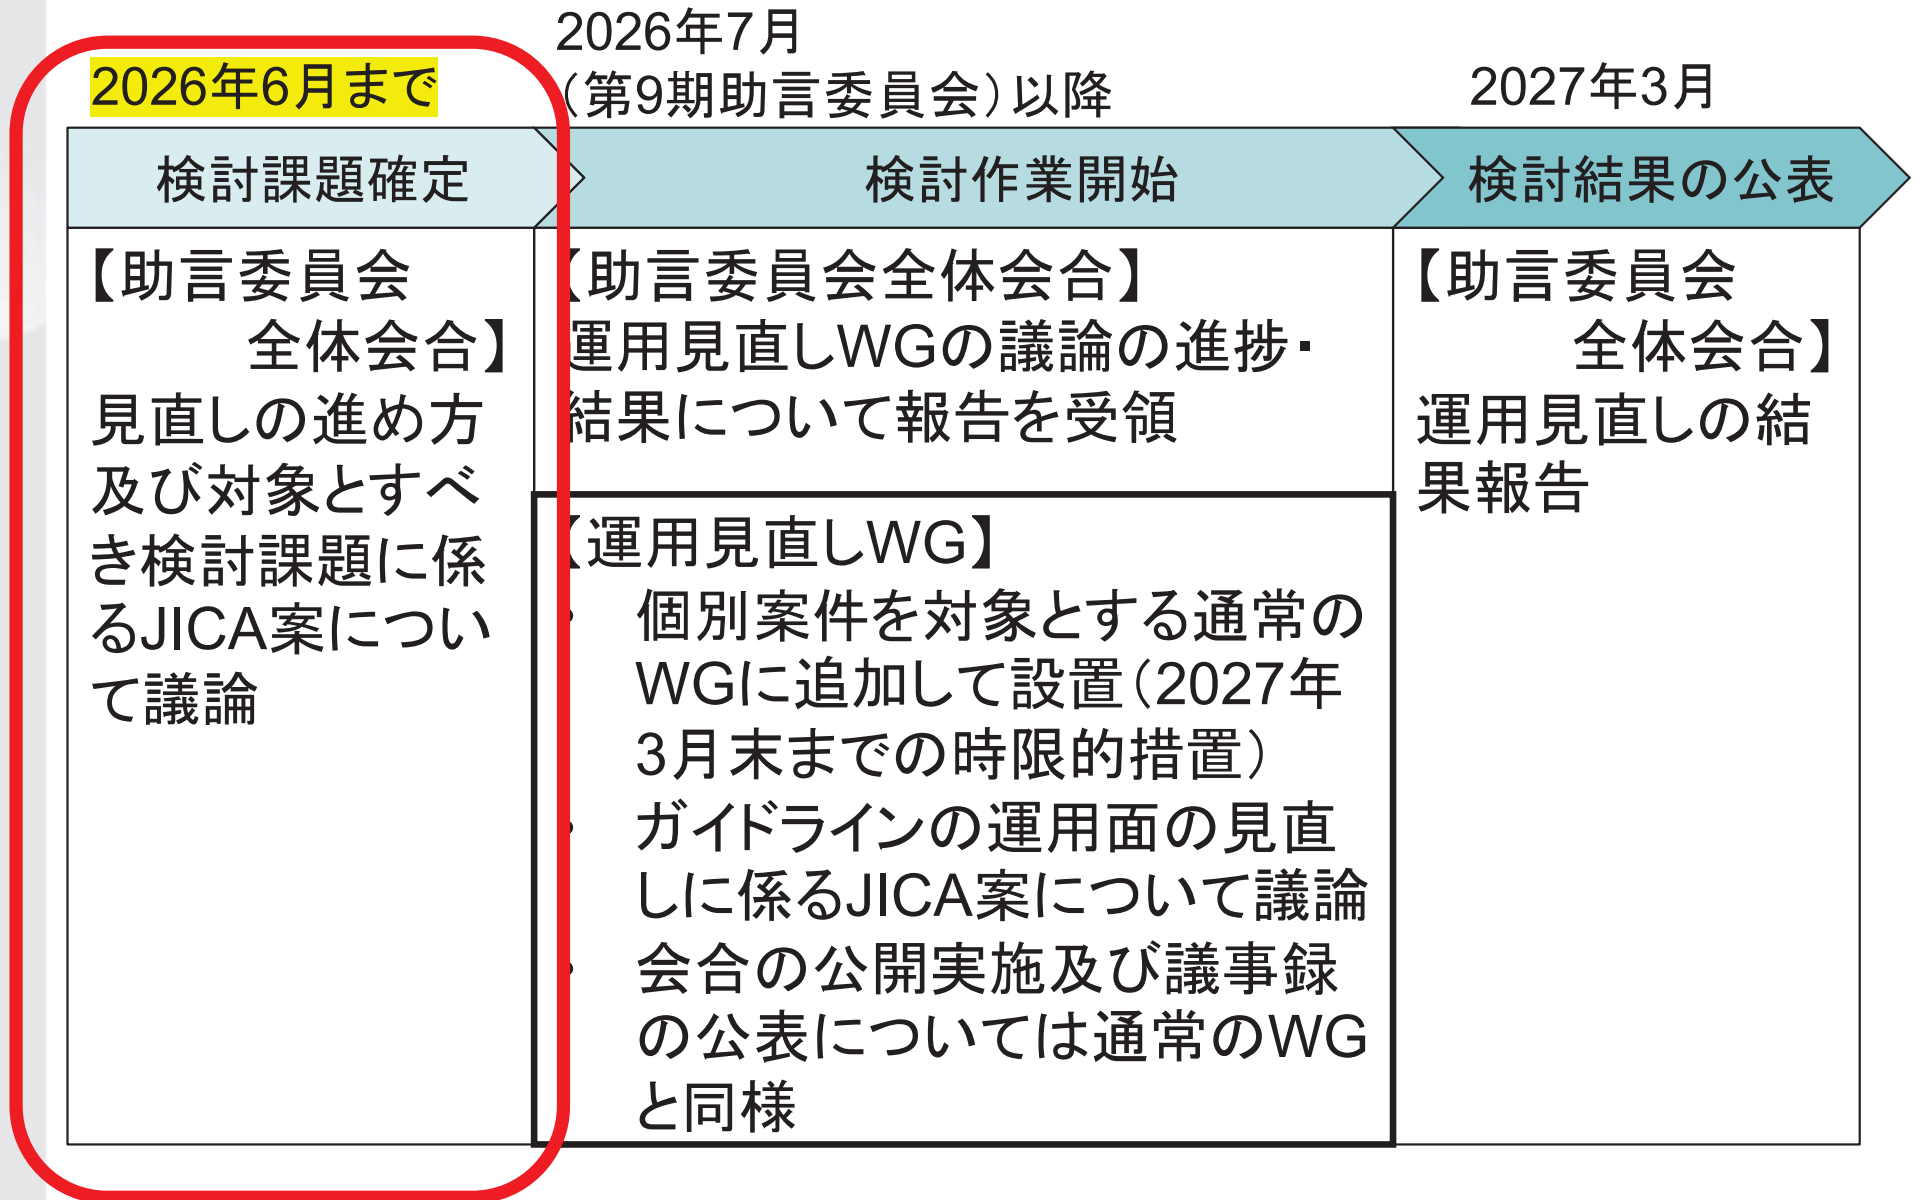 2026年6月まで
2026年7月
（第9期助言委員会）以降
2027年3月
検討課題確定
検討作業開始
検討結果の公表
【助言委員会
全体会合】
見直しの進め方
及び対象とすべ
き検討課題に係
るJICA案につい
て議論
【助言委員会全体会合】
運用見直しWGの議論の進捗・
結果について報告を受領
【運用見直しWG】
• 個別案件を対象とする通常の
WGに追加して設置（2027年
3月末までの時限的措置）
• ガイドラインの運用面の見直
しに係るJICA案について議論
• 会合の公開実施及び議事録
の公表については通常のWG
と同様
【助言委員会
全体会合】
運用見直しの結
果報告